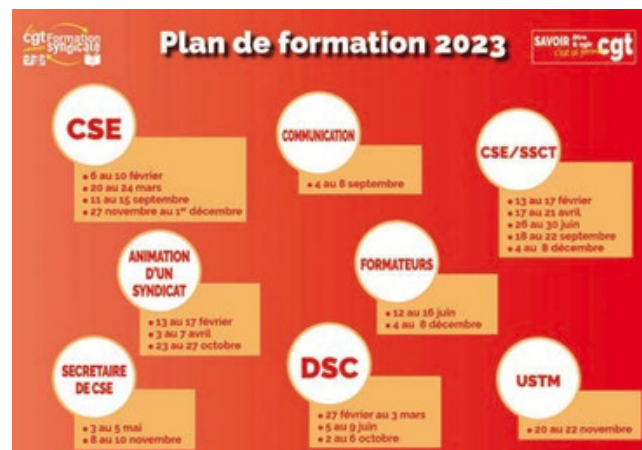 cgt Formation
syndicale
Plan de formation 2023
SAVOIR être
& agir
c'est se former
cgt
CSE
• 6 au 10 février
• 20 au 24 mars
• 11 au 15 septembre
• 27 novembre au 1er décembre
COMMUNICATION
• 4 au 8 septembre
CSE/SSCT
• 13 au 17 février
• 17 au 21 avril
• 26 au 30 juin
• 18 au 22 septembre
• 4 au 8 décembre
ANIMATION
D'UN
SYNDICAT
• 13 au 17 février
• 3 au 7 avril
• 23 au 27 octobre
FORMATEURS
• 12 au 16 juin
• 4 au 8 décembre
SECRÉTAIRE
DE CSE
• 3 au 5 mai
• 8 au 10 novembre
DSC
• 27 février au 3 mars
• 5 au 9 juin
• 2 au 6 octobre
USTM
• 20 au 22 novembre